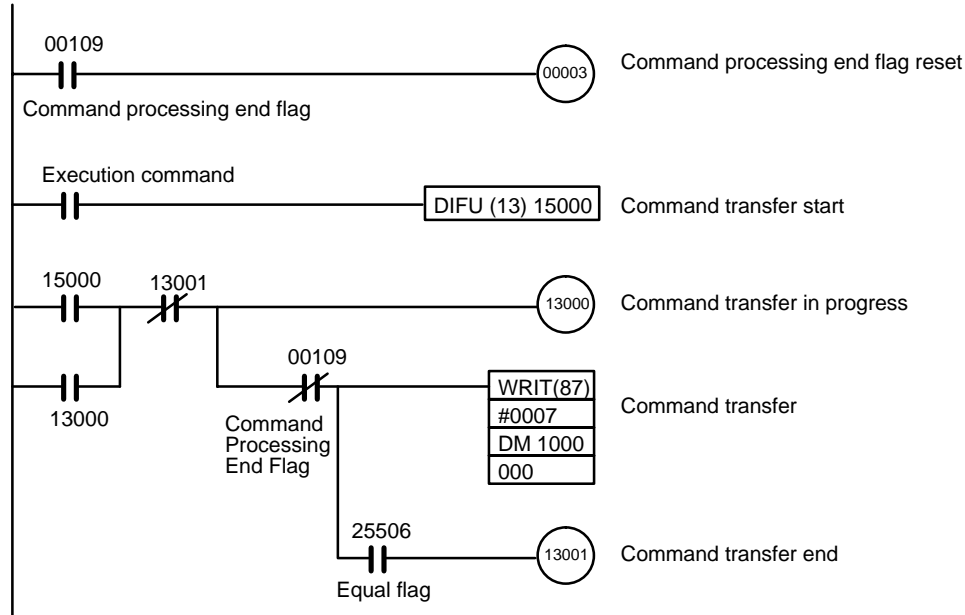 00109
00003
Command processing end flag reset
Command processing end flag
Execution command
DIFU (13) 15000
Command transfer start
15000
13001
13000
Command transfer in progress
13000
00109
Command
Processing
End Flag
WRIT(87)
#0007
DM 1000
000
Command transfer
25506
Equal flag
13001
Command transfer end